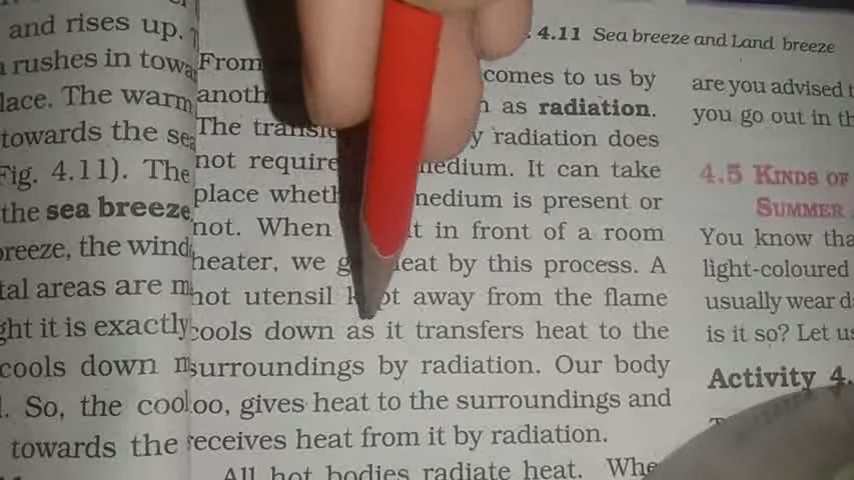 and rises up.
rushes in towa
lace. The warm
towards the sea
Fig. 4.11). The
the sea breeze
breeze, the wind
tal areas are m
ght it is exactly
cools down m
. So, the cool
towards the
4.11 Sea breeze and Land breeze
From
comes to us by
anoth as radiation.
The transfe y radiation does
not require medium. It can take
place wheth medium is present or
not. When it in front of a room
heater, we g heat by this process. A
hot utensil kept away from the flame
cools down as it transfers heat to the
surroundings by radiation. Our body
too, gives heat to the surroundings and
receives heat from it by radiation.
All hot bodies radiate heat. Whe
are you advised t
you go out in th
4.5 KINDS OF
SUMMER
You know tha
light-coloured
usually wear d
is it so? Let us
Activity 4.